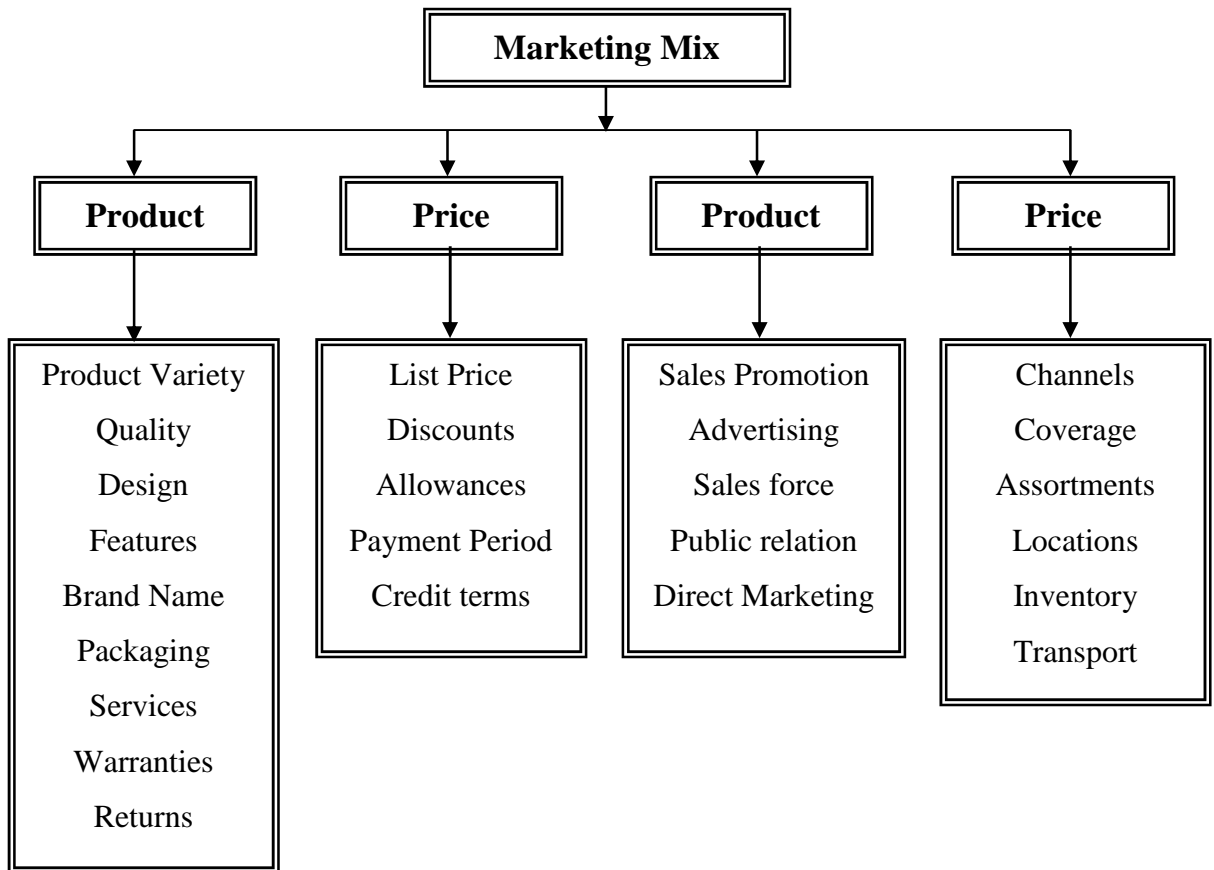 Marketing Mix
Product
Price
Product
Price
Product Variety
Quality
Design
Features
Brand Name
Packaging
Services
Warranties
Returns
List Price
Discounts
Allowances
Payment Period
Credit terms
Sales Promotion
Advertising
Sales force
Public relation
Direct Marketing
Channels
Coverage
Assortments
Locations
Inventory
Transport